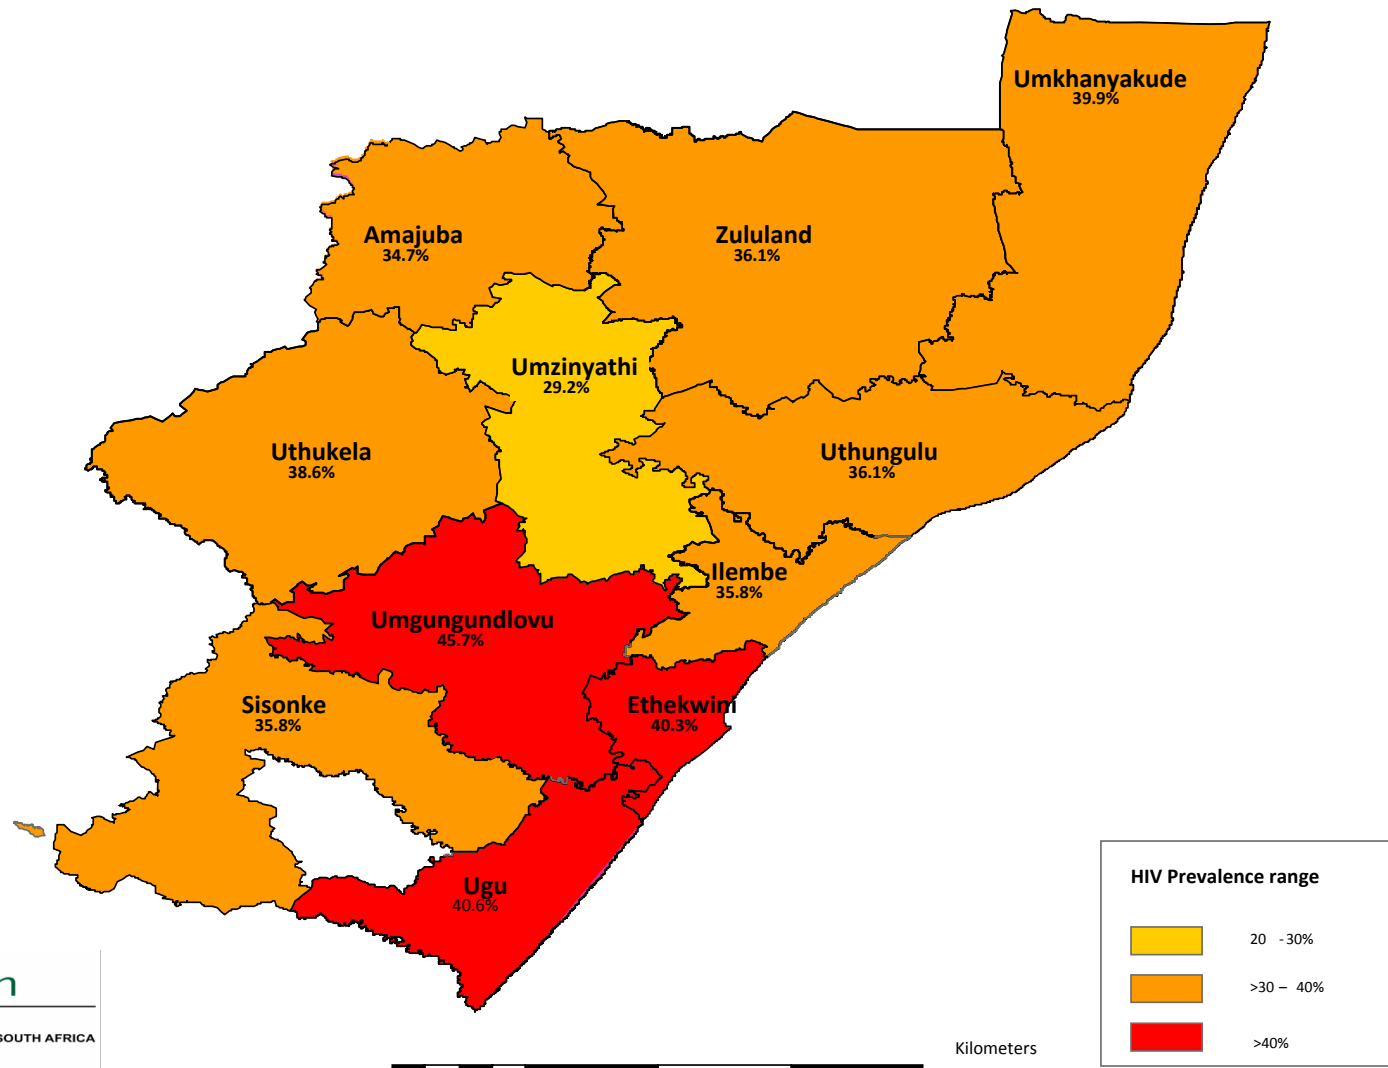 Umkhanyakude
39.9%
Amajuba
34.7%
Zululand
36.1%
Umzinyathi
29.2%
Uthukela
38.6%
Uthungulu
36.1%
Ilembe
35.8%
Umgungundlovu
45.7%
Sisonke
35.8%
Ethekwini
40.3%
Ugu
40.6%
HIV Prevalence range
20 - 30%
>30 – 40%
>40%
n
SOUTH AFRICA
Kilometers